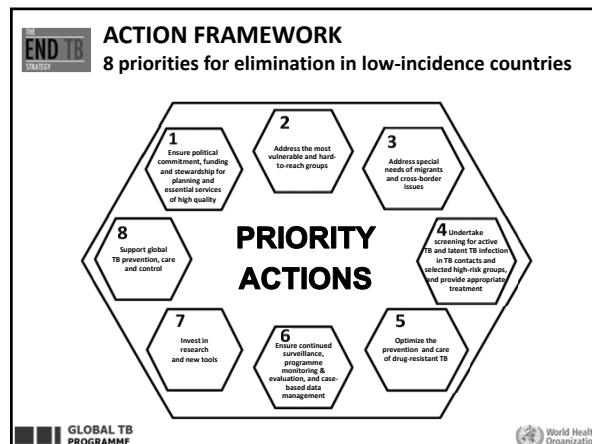 THE
END TB
STRATEGY
ACTION FRAMEWORK
8 priorities for elimination in low-incidence countries
1
Ensure political
commitment, funding
and stewardship for
planning and
essential services
of high quality
2
Address the most
vulnerable and hard-
to-reach groups
3
Address special
needs of migrants
and cross-border
issues
4 Undertake
screening for active
TB and latent TB infection
in TB contacts and
selected high-risk groups,
and provide appropriate
treatment
5
Optimize the
prevention and care
of drug-resistant TB
6
Ensure continued
surveillance,
programme
monitoring &
evaluation, and case-
based data
management
7
Invest in
research
and new tools
8
Support global
TB prevention, care
and control
PRIORITY
ACTIONS
GLOBAL TB
PROGRAMME
World Healt
Organizatio